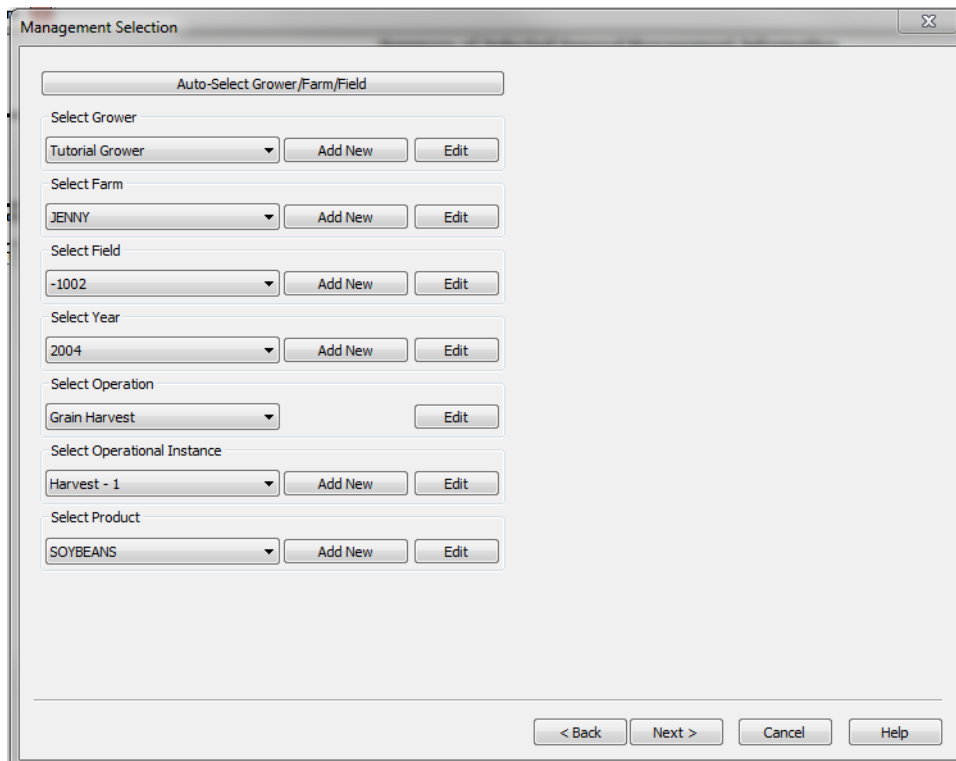 Management Selection
Auto-Select Grower/Farm/Field
Select Grower
Tutorial Grower Add New Edit
Select Farm
JENNY Add New Edit
Select Field
-1002 Add New Edit
Select Year
2004 Add New Edit
Select Operation
Grain Harvest Edit
Select Operational Instance
Harvest - 1 Add New Edit
Select Product
SOYBEANS Add New Edit
< Back Next > Cancel Help